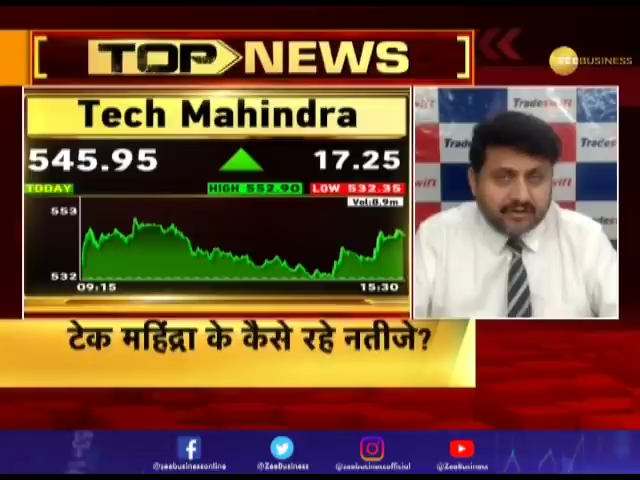 TOP NEWS
ZEEBUSINESS
Tech Mahindra
545.95 17.25
TODAY HIGH 552.90 LOW 532.35
Vol:8.9m
553
532
09:15 15:30
Tradeswift
टेक महिंद्रा के कैसे रहे नतीजे?
@zeebusinessonline @ZeeBusiness @zeebusinessofficial @ZeeBusiness